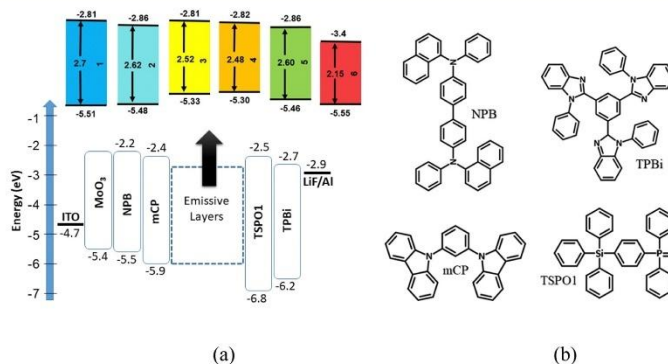 -2.81 -2.86 -2.81 -2.82 -2.86 -3.4
2.7 2.62 2.52 2.48 2.60 2.15
1 2 3 4 5 6
-5.51 -5.48 -5.33 -5.30 -5.46 -5.55
Energy (eV)
-1
-2
-3
-4
-5
-6
-7
ITO
-4.7
MoO₃
-5.4
-2.2
NPB
-5.5
-2.4
mCP
-5.9
Emissive
Layers
-2.5
TSPO1
-6.8
-2.7
TPBi
-6.2
-2.9
LiF/Al
(a)
N
N
NPB
N
N
N
N
N
N
TPBi
N
N
mCP
Si
P
TSPO1
(b)